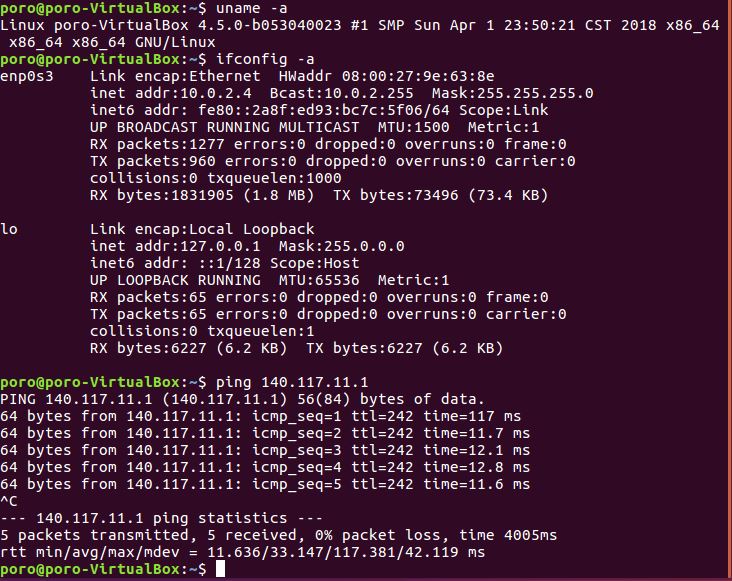 poro@poro-VirtualBox:~$ uname -a
Linux poro-VirtualBox 4.5.0-b053040023 #1 SMP Sun Apr 1 23:50:21 CST 2018 x86_64
 x86_64 x86_64 GNU/Linux
poro@poro-VirtualBox:~$ ifconfig -a
enp0s3    Link encap:Ethernet  HWaddr 08:00:27:9e:63:8e
          inet addr:10.0.2.4  Bcast:10.0.2.255  Mask:255.255.255.0
          inet6 addr: fe80::2a8f:ed93:bc7c:5f06/64 Scope:Link
          UP BROADCAST RUNNING MULTICAST  MTU:1500  Metric:1
          RX packets:1277 errors:0 dropped:0 overruns:0 frame:0
          TX packets:960 errors:0 dropped:0 overruns:0 carrier:0
          collisions:0 txqueuelen:1000
          RX bytes:1831905 (1.8 MB)  TX bytes:73496 (73.4 KB)

lo        Link encap:Local Loopback
          inet addr:127.0.0.1  Mask:255.0.0.0
          inet6 addr: ::1/128 Scope:Host
          UP LOOPBACK RUNNING  MTU:65536  Metric:1
          RX packets:65 errors:0 dropped:0 overruns:0 frame:0
          TX packets:65 errors:0 dropped:0 overruns:0 carrier:0
          collisions:0 txqueuelen:1
          RX bytes:6227 (6.2 KB)  TX bytes:6227 (6.2 KB)

poro@poro-VirtualBox:~$ ping 140.117.11.1
PING 140.117.11.1 (140.117.11.1) 56(84) bytes of data.
64 bytes from 140.117.11.1: icmp_seq=1 ttl=242 time=117 ms
64 bytes from 140.117.11.1: icmp_seq=2 ttl=242 time=11.7 ms
64 bytes from 140.117.11.1: icmp_seq=3 ttl=242 time=12.1 ms
64 bytes from 140.117.11.1: icmp_seq=4 ttl=242 time=12.8 ms
64 bytes from 140.117.11.1: icmp_seq=5 ttl=242 time=11.6 ms
^C
--- 140.117.11.1 ping statistics ---
5 packets transmitted, 5 received, 0% packet loss, time 4005ms
rtt min/avg/max/mdev = 11.636/33.147/117.381/42.119 ms
poro@poro-VirtualBox:~$